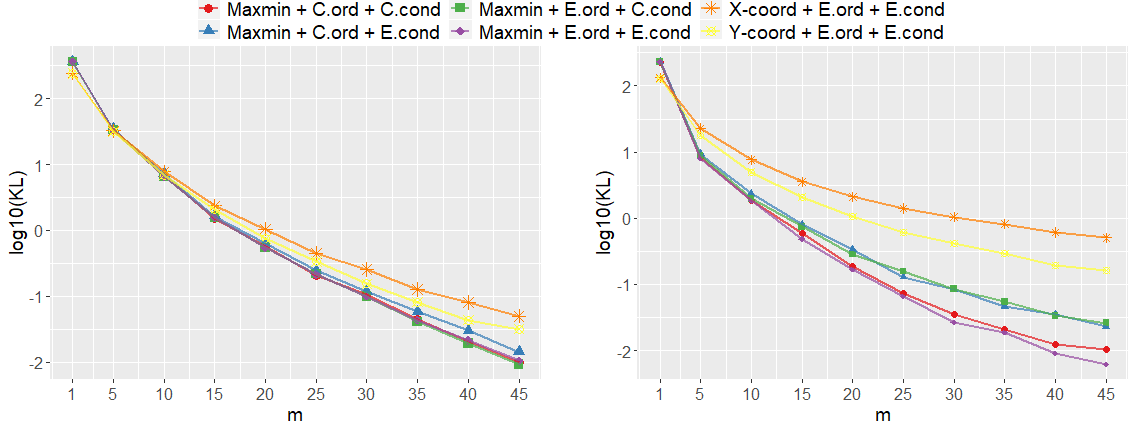 Maxmin + C.ord + C.cond Maxmin + E.ord + C.cond X-coord + E.ord + E.cond
Maxmin + C.ord + E.cond Maxmin + E.ord + E.cond Y-coord + E.ord + E.cond
log10(KL)
2
1
0
-1
-2
1 5 10 15 20 25 30 35 40 45
m
log10(KL)
2
1
0
-1
-2
1 5 10 15 20 25 30 35 40 45
m